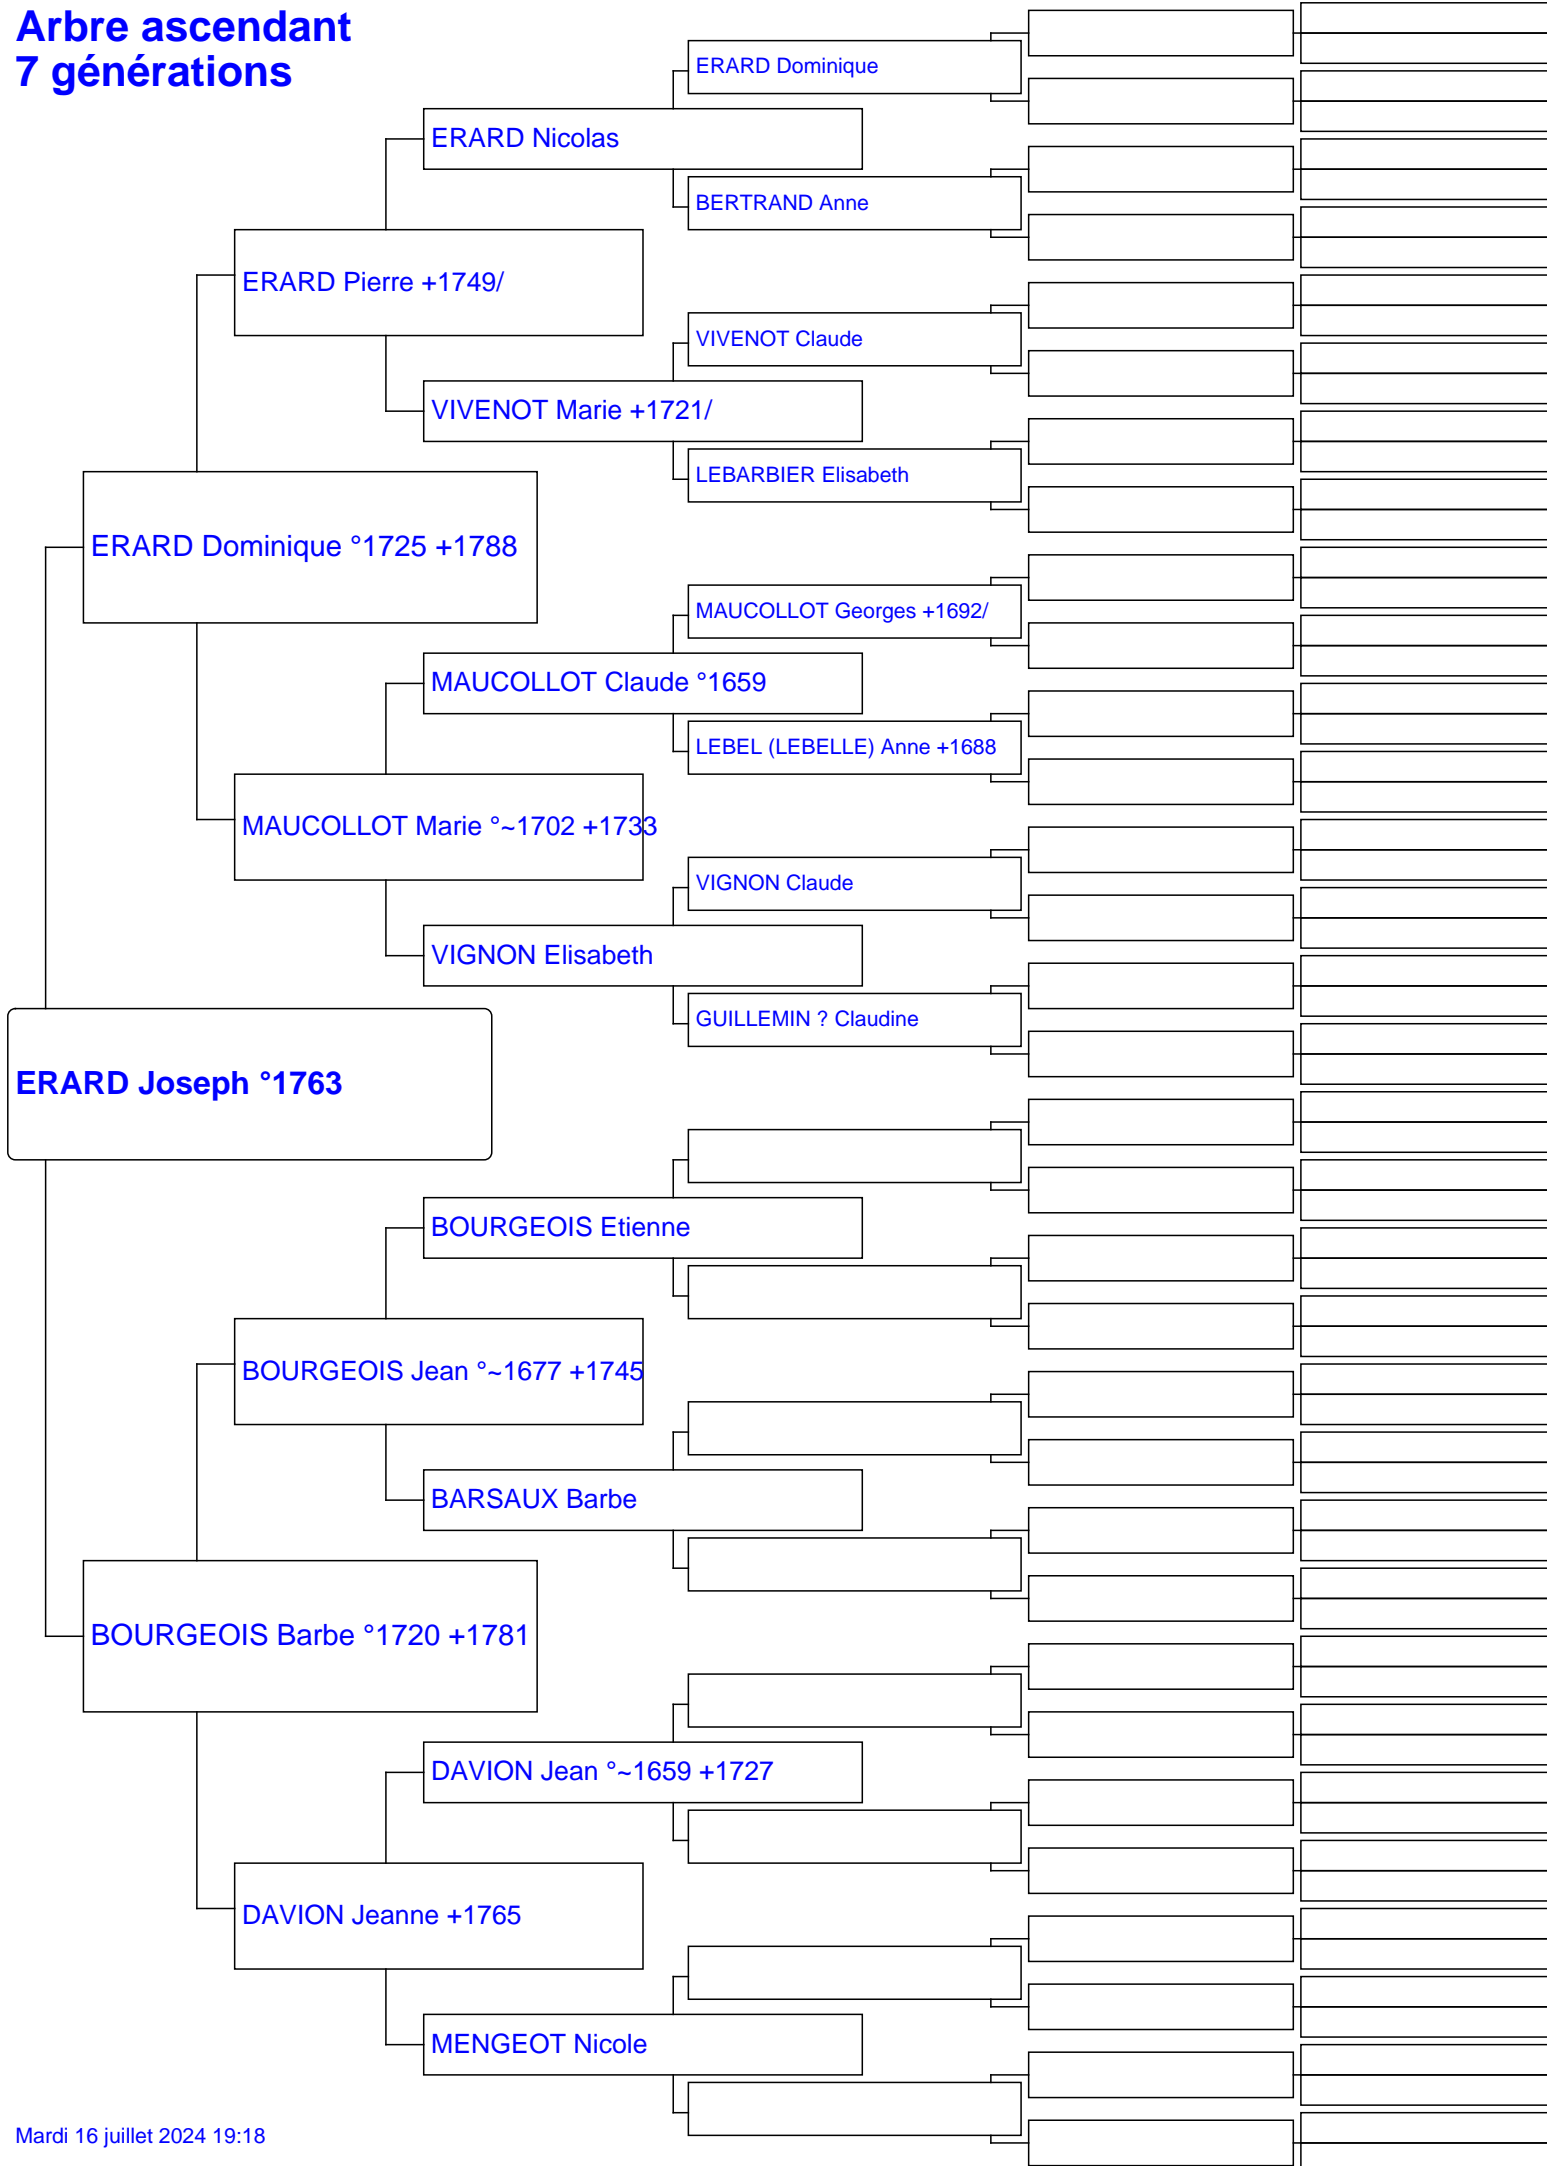 Arbre ascendant
7 générations
ERARD Dominique
ERARD Nicolas
BERTRAND Anne
ERARD Pierre +1749/
VIVENOT Claude
VIVENOT Marie +1721/
LEBARBIER Elisabeth
ERARD Dominique °1725 +1788
MAUCOLLOT Georges +1692/
MAUCOLLOT Claude °1659
LEBEL (LEBELLE) Anne +1688
MAUCOLLOT Marie °~1702 +1733
VIGNON Claude
VIGNON Elisabeth
GUILLEMIN ? Claudine
ERARD Joseph °1763
BOURGEOIS Etienne
BOURGEOIS Jean °~1677 +1745
BARSAUX Barbe
BOURGEOIS Barbe °1720 +1781
DAVION Jean °~1659 +1727
DAVION Jeanne +1765
MENGEOT Nicole
Mardi 16 juillet 2024 19:18